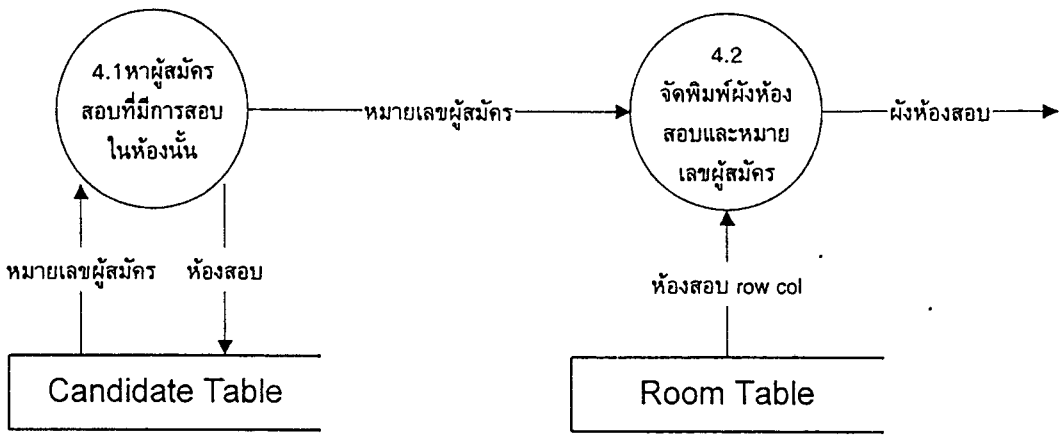 4.1หาผู้สมัคร
สอบที่มีการสอบ
ในห้องนั้น
หมายเลขผู้สมัคร
4.2
จัดพิมพ์ผังห้อง
สอบและหมาย
เลขผู้สมัคร
ผังห้องสอบ
หมายเลขผู้สมัคร
ห้องสอบ
ห้องสอบ row col
Candidate Table
Room Table